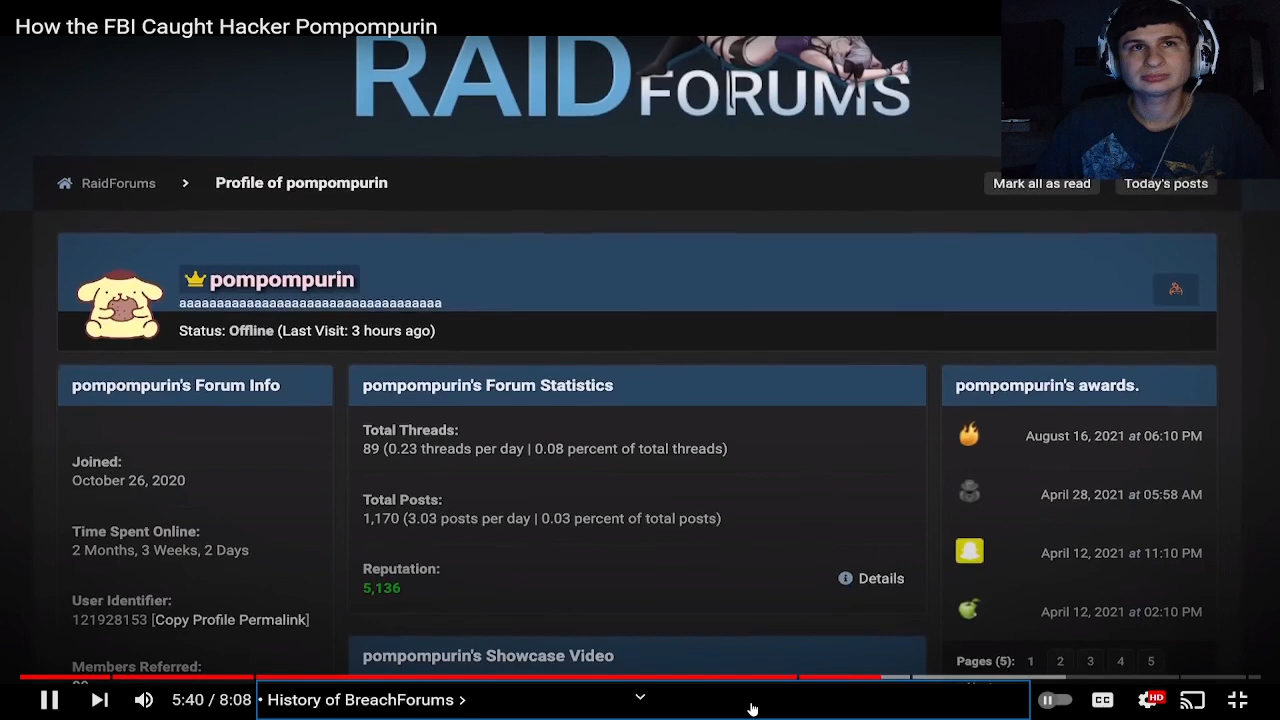 How the FBI Caught Hacker Pompompurin
RAID FORUMS
RaidForums
Profile of pompompurin
Mark all as read
Today's posts
pompompurin
aaaaaaaaaaaaaaaaaaaaaaaaaaaaaaaaaaa
Status: Offline (Last Visit: 3 hours ago)
pompompurin's Forum Info
Joined:
October 26, 2020
Time Spent Online:
2 Months, 3 Weeks, 2 Days
User Identifier:
121928153 [Copy Profile Permalink]
Members Referred:
pompompurin's Forum Statistics
Total Threads:
89 (0.23 threads per day | 0.08 percent of total threads)
Total Posts:
1,170 (3.03 posts per day | 0.03 percent of total posts)
Reputation:
5,136
Details
pompompurin's Showcase Video
pompompurin's awards.
August 16, 2021 at 06:10 PM
April 28, 2021 at 05:58 AM
April 12, 2021 at 11:10 PM
April 12, 2021 at 02:10 PM
Pages (5): 1 2 3 4 5
5:40 / 8:08 • History of BreachForums
CC
HD